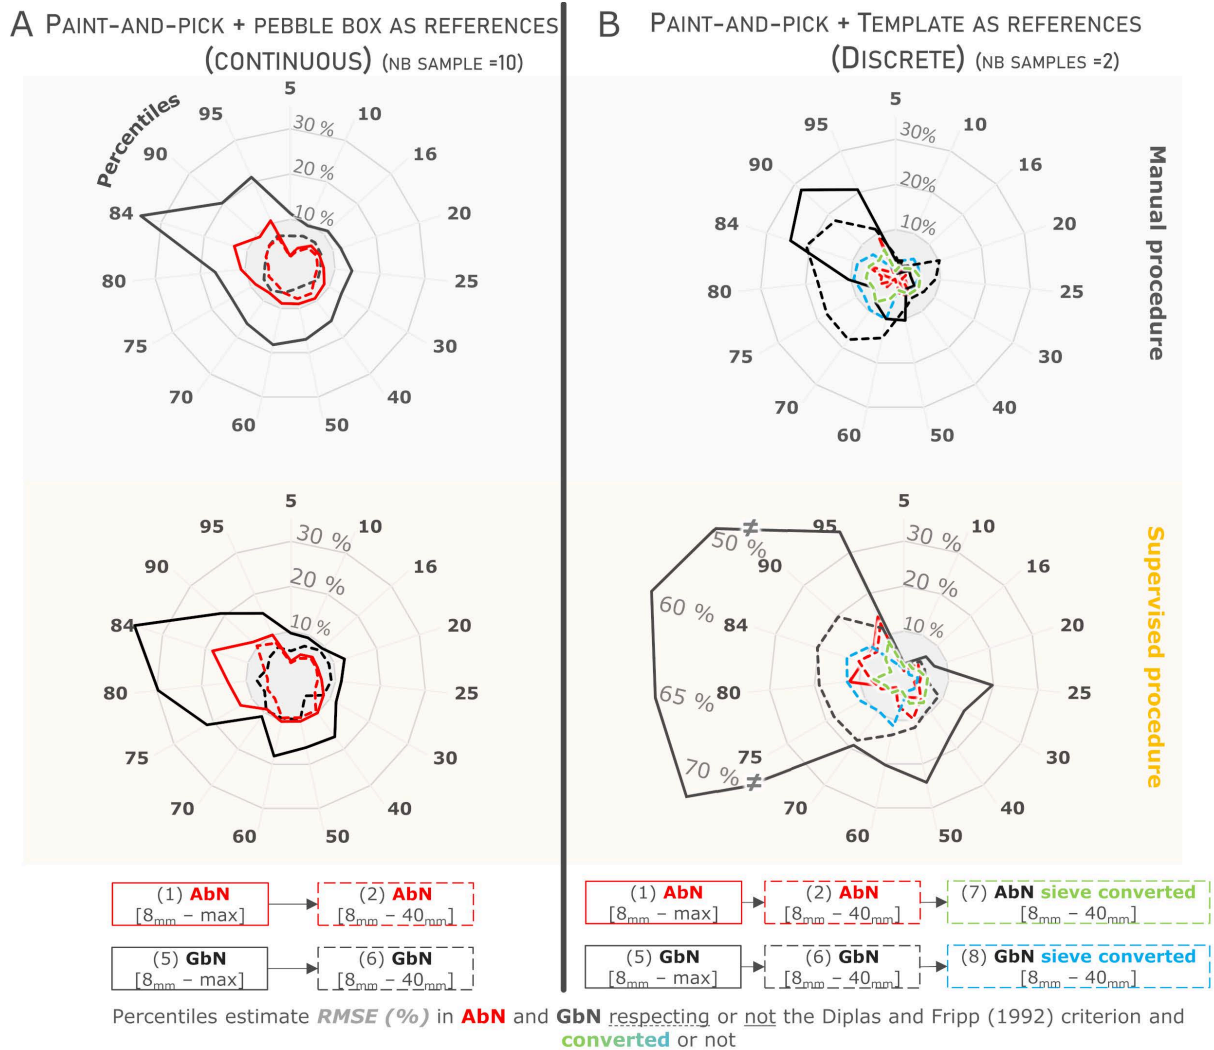 A PAINT-AND-PICK + PEBBLE BOX AS REFERENCES
(CONTINUOUS) (NB SAMPLE =10)
B PAINT-AND-PICK + TEMPLATE AS REFERENCES
(DISCRETE) (NB SAMPLES =2)
Percentiles
5
10
16
20
25
30
40
50
60
70
75
80
84
90
95
30 %
20 %
10 %
5
10
16
20
25
30
40
50
60
70
75
80
84
90
95
30%
20%
10%
Manual procedure
5
10
16
20
25
30
40
50
60
70
75
80
84
90
95
30 %
20 %
10 %
5
10
16
20
25
30
40
50
60
70
75
80
84
90
95
30 %
20 %
10 %
≠
50 %
60 %
65 %
70 %
≠
Supervised procedure
(1) AbN
[8mm – max]
(2) AbN
[8mm – 40mm]
(5) GbN
[8mm – max]
(6) GbN
[8mm – 40mm]
(1) AbN
[8mm – max]
(2) AbN
[8mm – 40mm]
(7) AbN sieve converted
[8mm – 40mm]
(5) GbN
[8mm – max]
(6) GbN
[8mm – 40mm]
(8) GbN sieve converted
[8mm – 40mm]
Percentiles estimate RMSE (%) in AbN and GbN respecting or not the Diplas and Fripp (1992) criterion and
converted or not